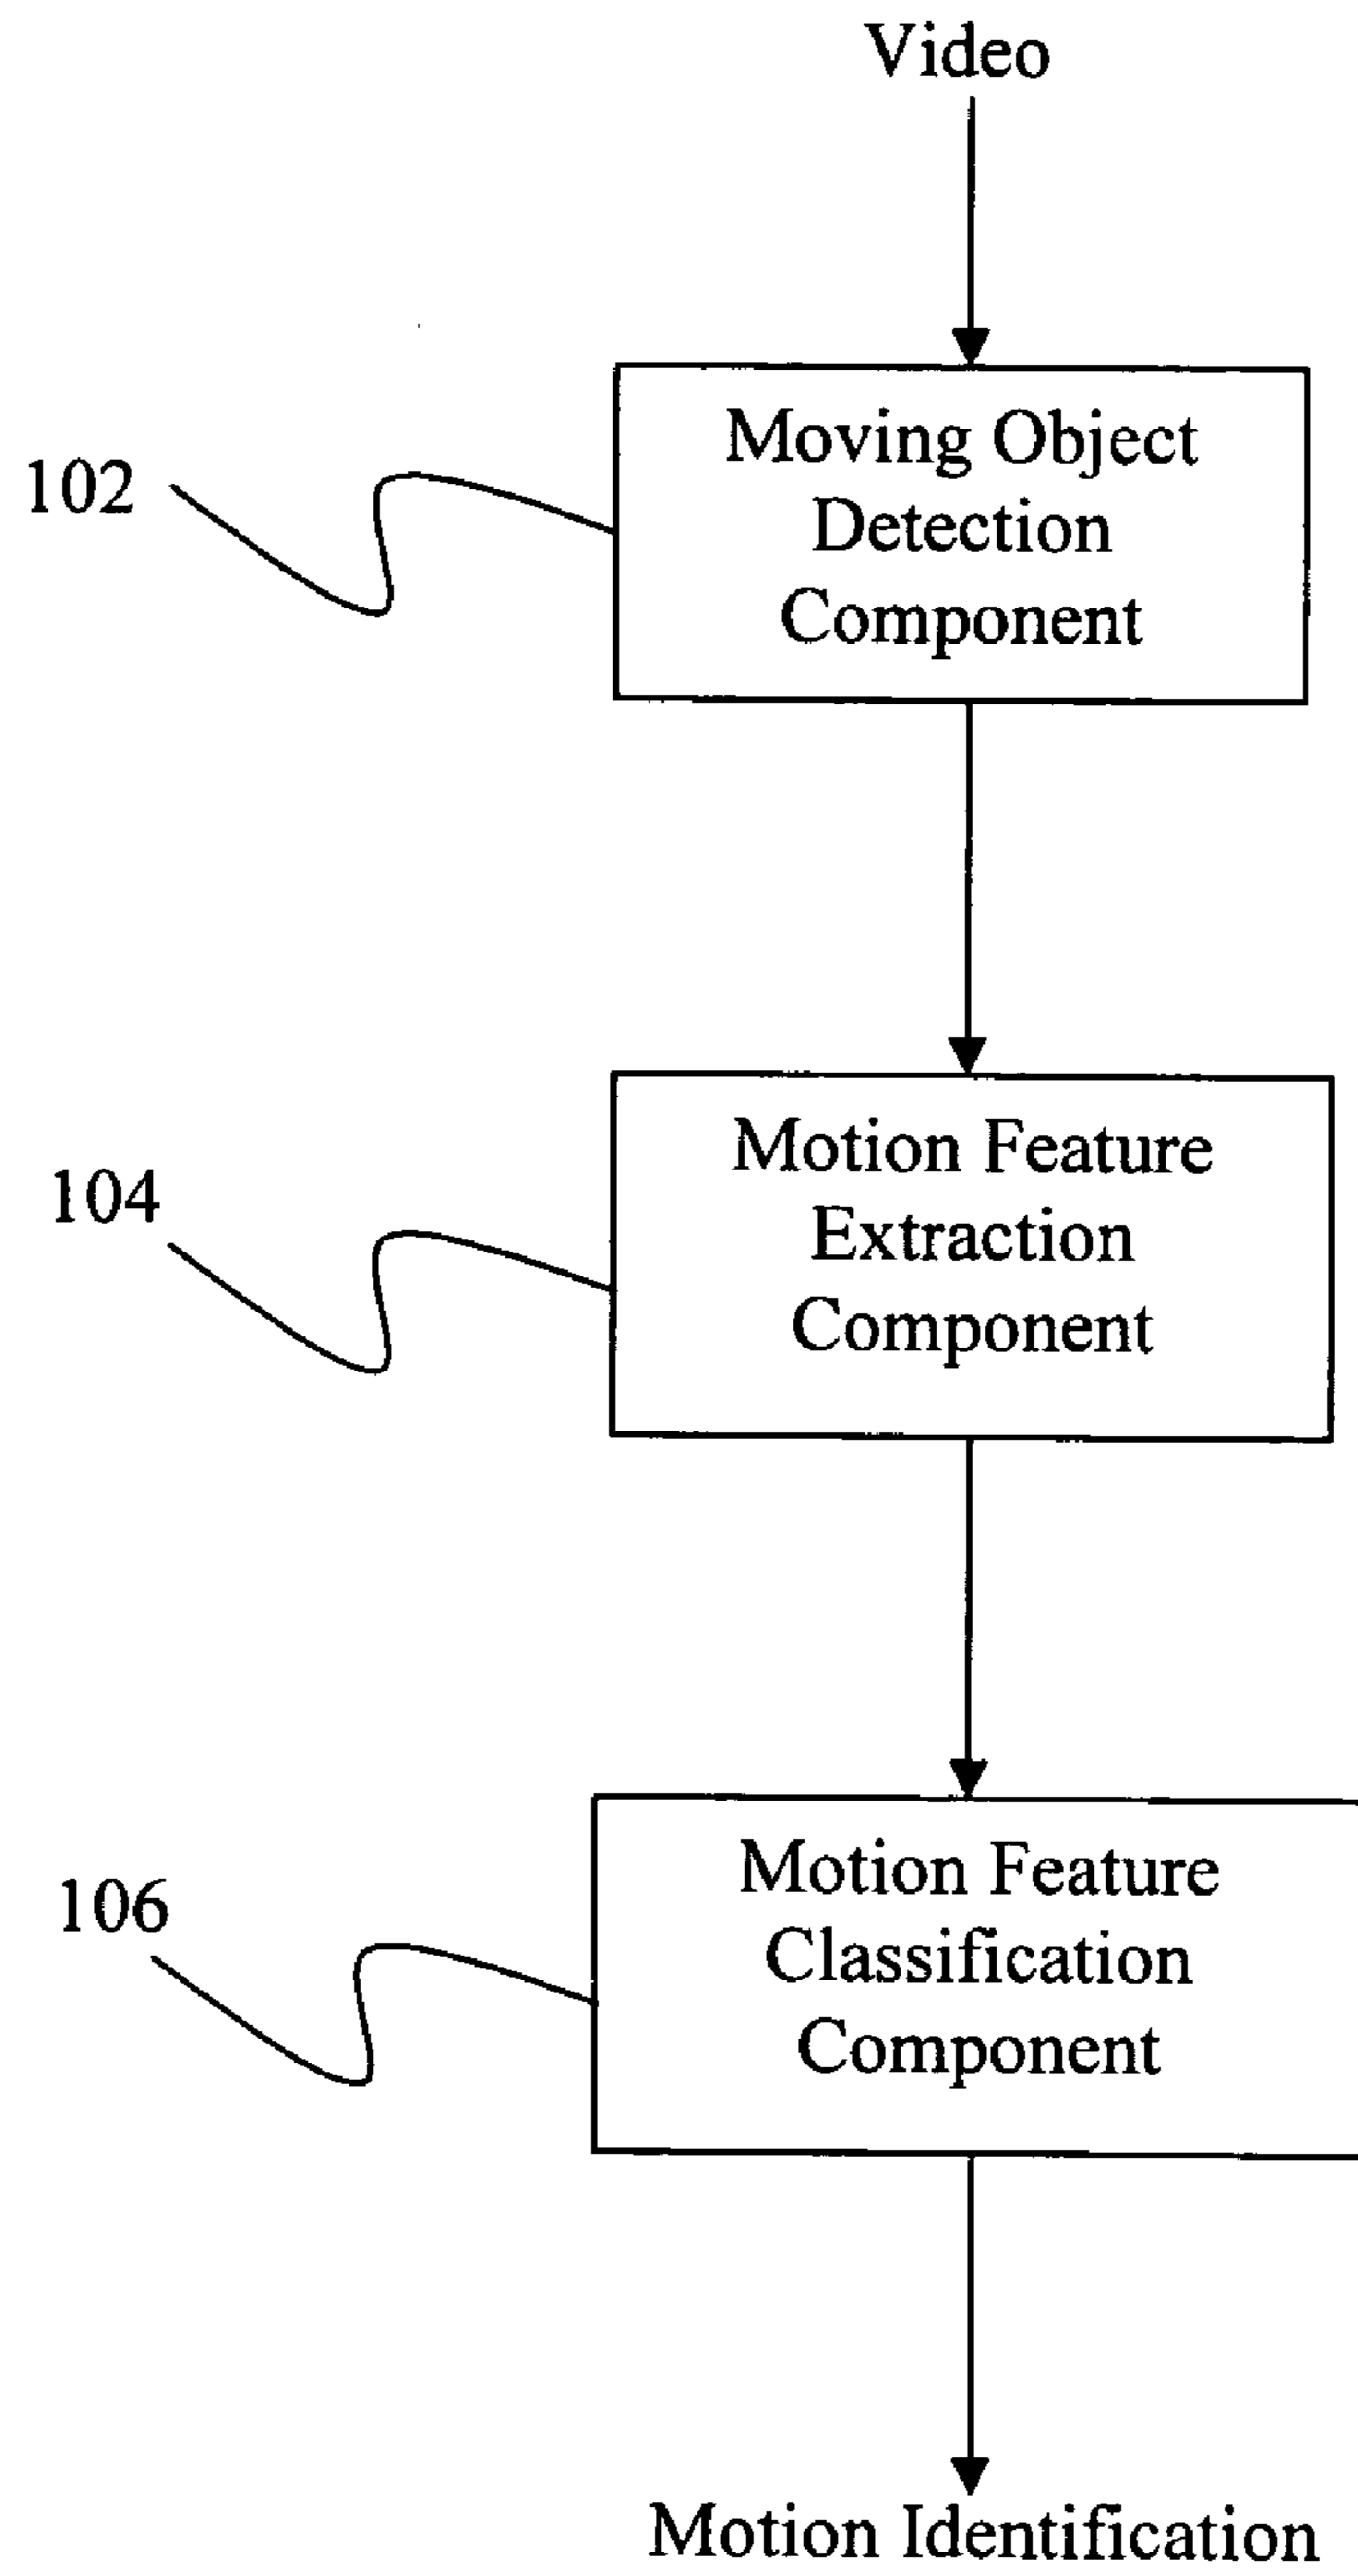 Video
102
Moving Object
Detection
Component
104
Motion Feature
Extraction
Component
106
Motion Feature
Classification
Component
Motion Identification